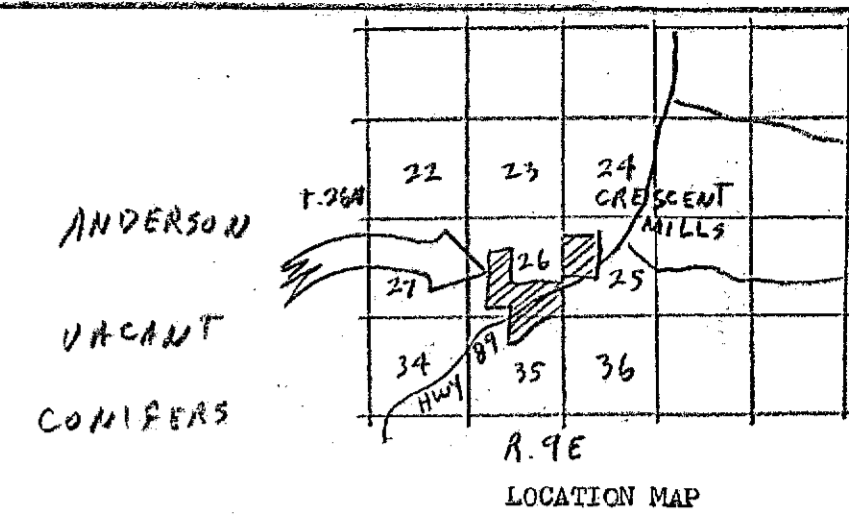 22 23 24
T.26N CRESCENT
ANDERSON MILLS
26
27 25
VACANT
34 HWY 89 35 36
CONIFERS
R.9E
LOCATION MAP